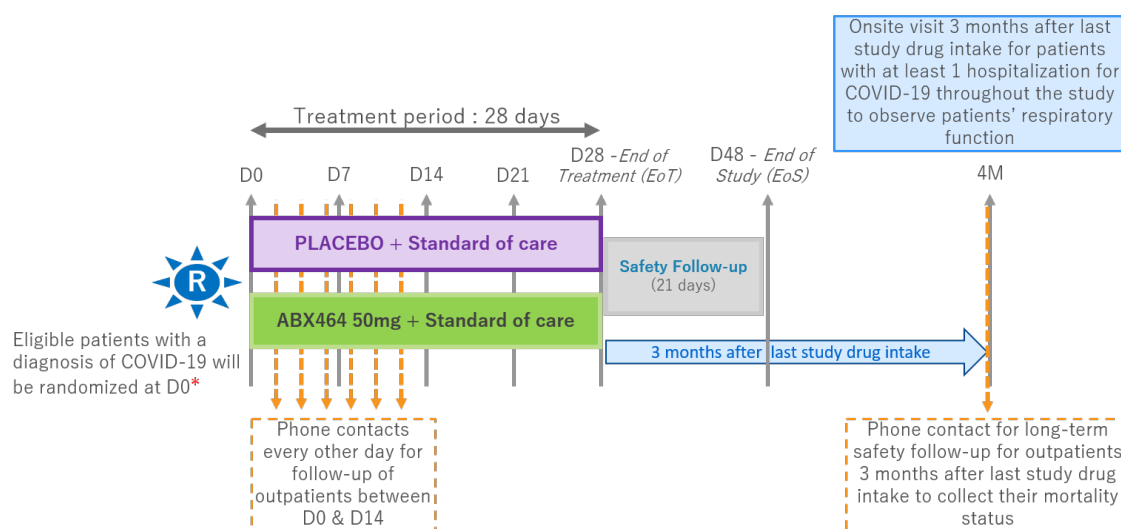 Onsite visit 3 months after last
study drug intake for patients
with at least 1 hospitalization for
COVID-19 throughout the study
to observe patients' respiratory
function
Treatment period : 28 days
D0
D7
D14
D21
D28 - End of
Treatment (EoT)
D48 - End of
Study (EoS)
4M
PLACEBO + Standard of care
R
Safety Follow-up
(21 days)
ABX464 50mg + Standard of care
Eligible patients with a
diagnosis of COVID-19 will
be randomized at D0*
3 months after last study drug intake
Phone contacts
every other day for
follow-up of
outpatients between
D0 & D14
Phone contact for long-term
safety follow-up for outpatients
3 months after last study drug
intake to collect their mortality
status